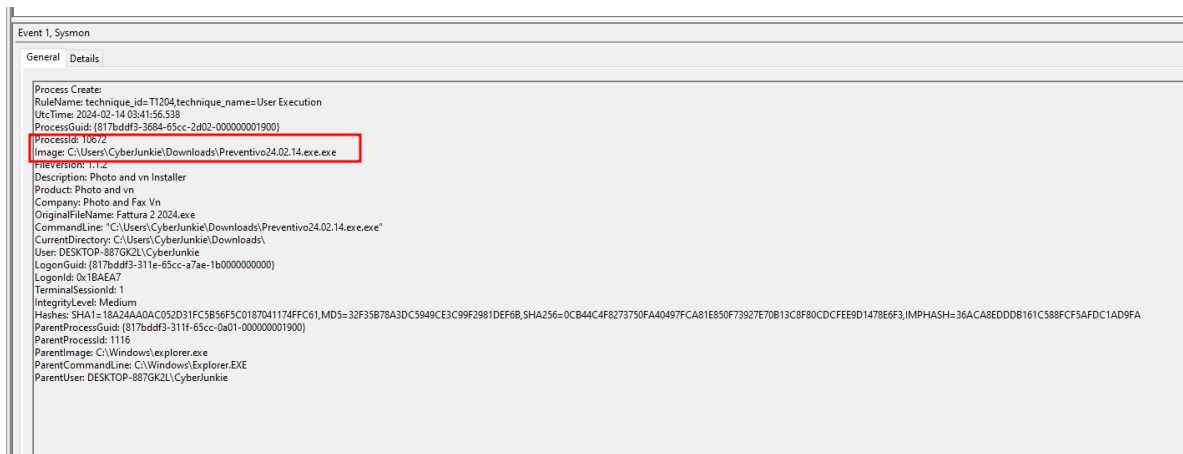 Event 1, Sysmon
General Details
Process Create:
RuleName: technique_id=T1204,technique_name=User Execution
UtcTime: 2024-02-14 03:41:56.538
ProcessGuid: {817bddf3-3684-65cc-2d02-000000001900}
ProcessId: 10672
Image: C:\Users\CyberJunkie\Downloads\Preventivo24.02.14.exe.exe
FileVersion: 1.1.2
Description: Photo and vn Installer
Product: Photo and vn
Company: Photo and Fax Vn
OriginalFileName: Fattura 2 2024.exe
CommandLine: "C:\Users\CyberJunkie\Downloads\Preventivo24.02.14.exe.exe"
CurrentDirectory: C:\Users\CyberJunkie\Downloads\
User: DESKTOP-887GK2L\CyberJunkie
LogonGuid: {817bddf3-311e-65cc-a7ae-1b0000000000}
LogonId: 0x1BAEA7
TerminalSessionId: 1
IntegrityLevel: Medium
Hashes: SHA1=18A24AA0AC052D31FC5B56F5C0187041174FFC61,MD5=32F35B78A3DC5949CE3C99F2981DEF6B,SHA256=0CB44C4F8273750FA40497FCA81E850F73927E70B13C8F80CDCFEE9D1478E6F3,IMPHASH=36ACA8EDDDB161C588FCF5AFDC1AD9FA
ParentProcessGuid: {817bddf3-311f-65cc-0a01-000000001900}
ParentProcessId: 1116
ParentImage: C:\Windows\explorer.exe
ParentCommandLine: C:\Windows\Explorer.EXE
ParentUser: DESKTOP-887GK2L\CyberJunkie